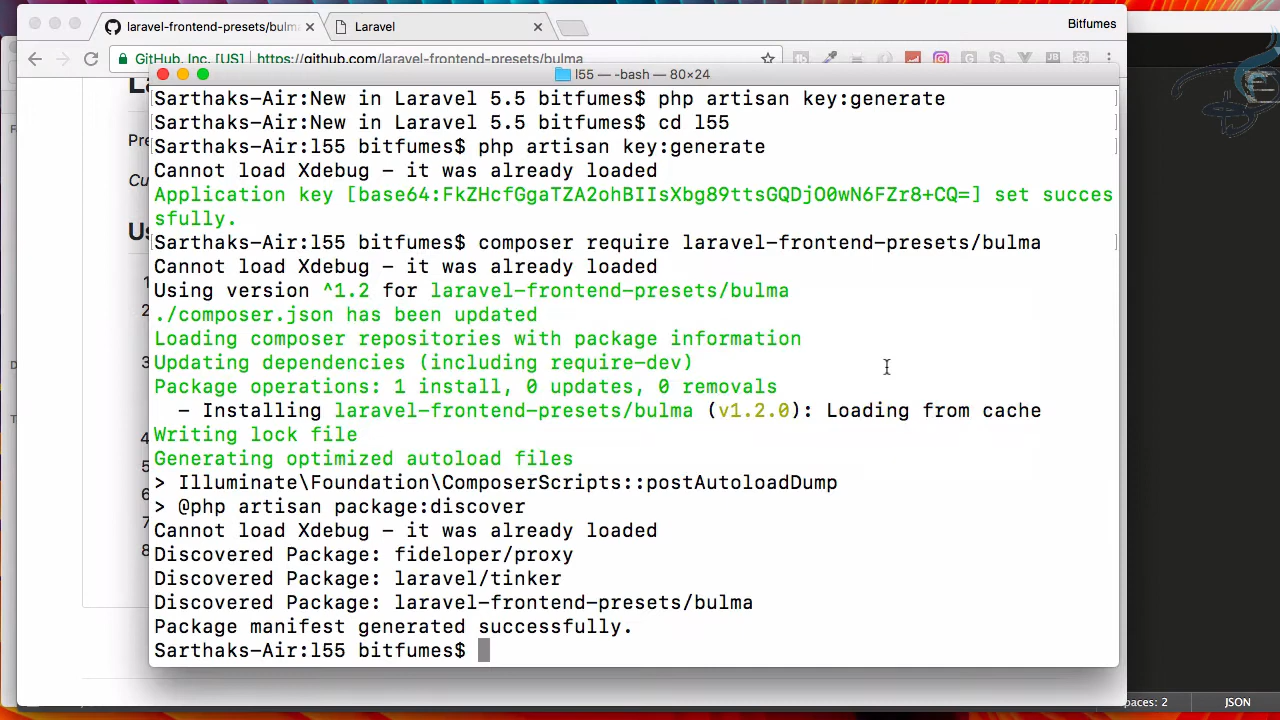 laravel-frontend-presets/bulma
Laravel
Bitfumes
GitHub, Inc. [US]
https://github.com/laravel-frontend-presets/bulma
l55 — -bash — 80×24
Sarthaks-Air:New in Laravel 5.5 bitfumes$ php artisan key:generate
Sarthaks-Air:New in Laravel 5.5 bitfumes$ cd l55
Sarthaks-Air:l55 bitfumes$ php artisan key:generate
Cannot load Xdebug - it was already loaded
Application key [base64:FkZHcfGgaTZA2ohBIIsXbg89ttsGQDjO0wN6FZr8+CQ=] set succes
sfully.
Sarthaks-Air:l55 bitfumes$ composer require laravel-frontend-presets/bulma
Cannot load Xdebug - it was already loaded
Using version ^1.2 for laravel-frontend-presets/bulma
./composer.json has been updated
Loading composer repositories with package information
Updating dependencies (including require-dev)
Package operations: 1 install, 0 updates, 0 removals
- Installing laravel-frontend-presets/bulma (v1.2.0): Loading from cache
Writing lock file
Generating optimized autoload files
> Illuminate\Foundation\ComposerScripts::postAutoloadDump
> @php artisan package:discover
Cannot load Xdebug - it was already loaded
Discovered Package: fideloper/proxy
Discovered Package: laravel/tinker
Discovered Package: laravel-frontend-presets/bulma
Package manifest generated successfully.
Sarthaks-Air:l55 bitfumes$
paces: 2
JSON